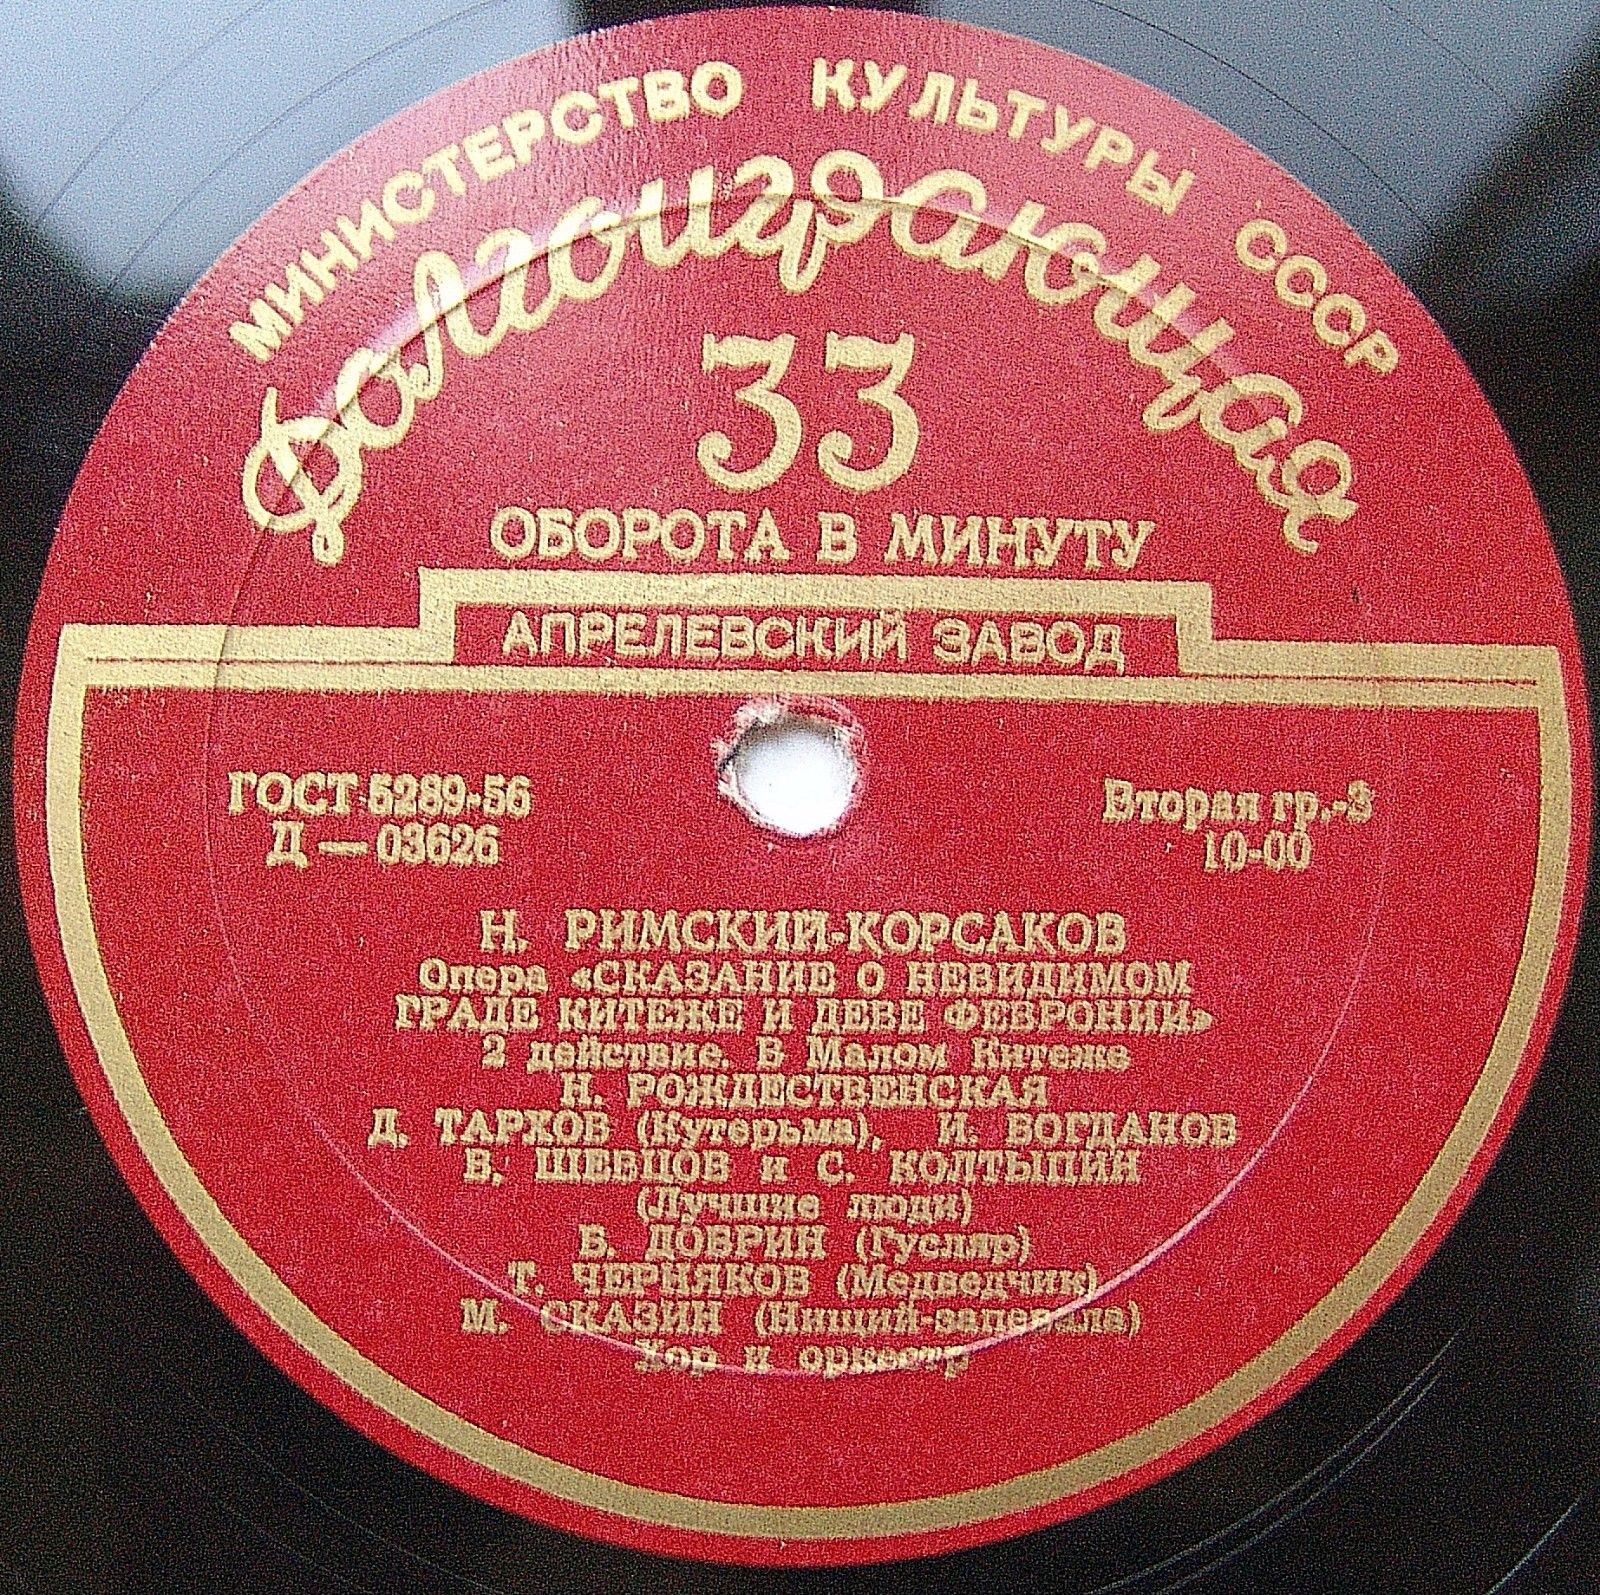 МИНИСТЕРСТВО КУЛЬТУРЫ СССР
Долгоиграющая
33
ОБОРОТА В МИНУТУ
АПРЕЛЕВСКИЙ ЗАВОД
ГОСТ 5289-56
Д — 03626
Вторая гр.-3
10-00
Н. РИМСКИЙ-КОРСАКОВ
Опера «СКАЗАНИЕ О НЕВИДИМОМ
ГРАДЕ КИТЕЖЕ И ДЕВЕ ФЕВРОНИИ»
2 действие. В Малом Китеже
Н. РОЖДЕСТВЕНСКАЯ
Д. ТАРХОВ (Кутерьма), И. БОГДАНОВ
В. ШЕВЦОВ и С. КОЛТЫПИН
(Лучшие люди)
Б. ДОБРИН (Гусляр)
Т. ЧЕРНЯКОВ (Медведчик)
М. СКАЗИН (Нищий-запевала)
Хор и оркестр